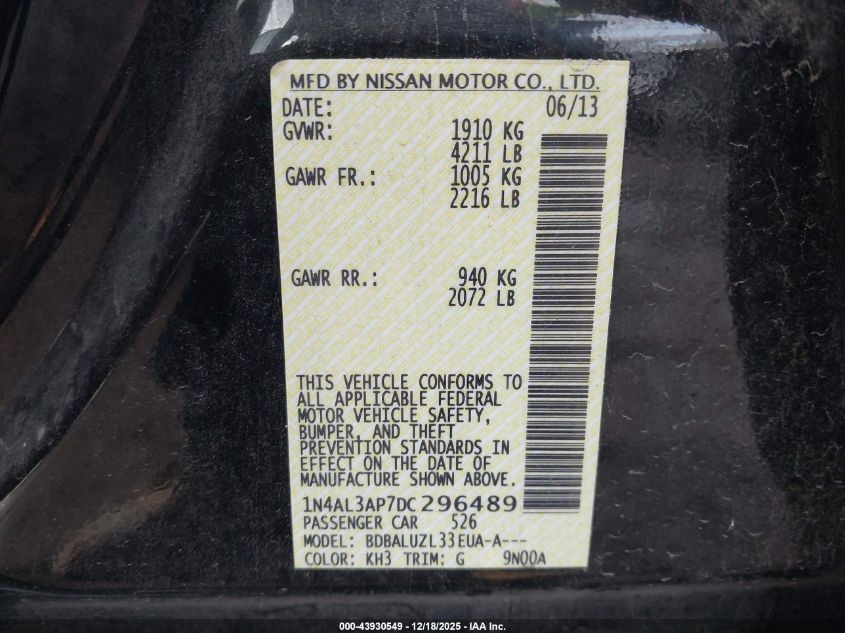 MFD BY NISSAN MOTOR CO., LTD.
DATE: 06/13
GVWR: 1910 KG
4211 LB
GAWR FR.: 1005 KG
2216 LB
GAWR RR.: 940 KG
2072 LB
THIS VEHICLE CONFORMS TO
ALL APPLICABLE FEDERAL
MOTOR VEHICLE SAFETY,
BUMPER, AND THEFT
PREVENTION STANDARDS IN
EFFECT ON THE DATE OF
MANUFACTURE SHOWN ABOVE.
1N4AL3AP7DC296489
PASSENGER CAR 526
MODEL: BDBALUZL33EUA-A---
COLOR: KH3 TRIM: G 9N00A
000-43930549 - 12/18/2025 - IAA Inc.